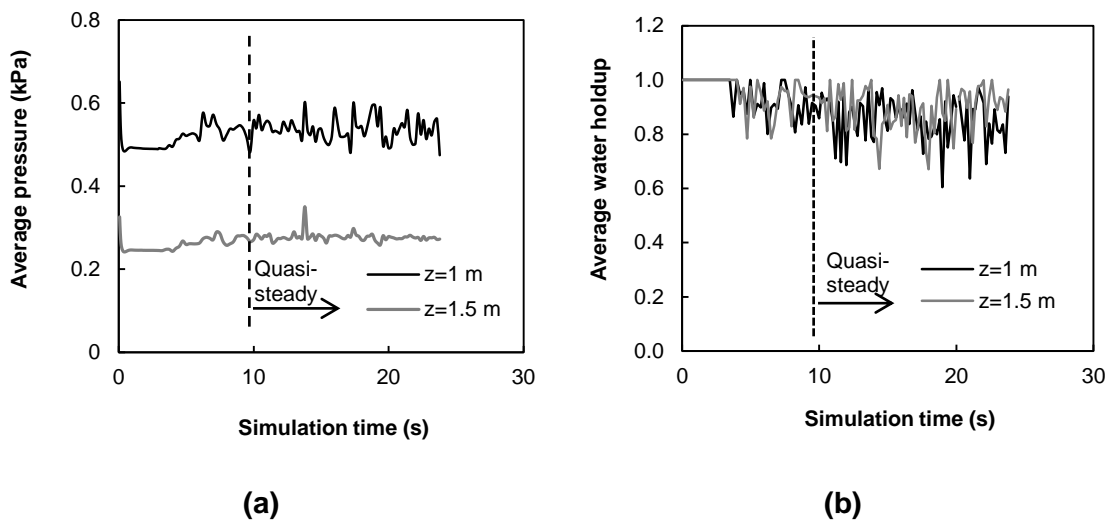 Average pressure (kPa)
0.8
0.6
0.4
0.2
0
0
10
20
30
Quasi-
steady
z=1 m
z=1.5 m
Simulation time (s)
(a)
Average water holdup
1.2
1.0
0.8
0.6
0.4
0.2
0.0
0
10
20
30
Quasi-
steady
z=1 m
z=1.5 m
Simulation time (s)
(b)